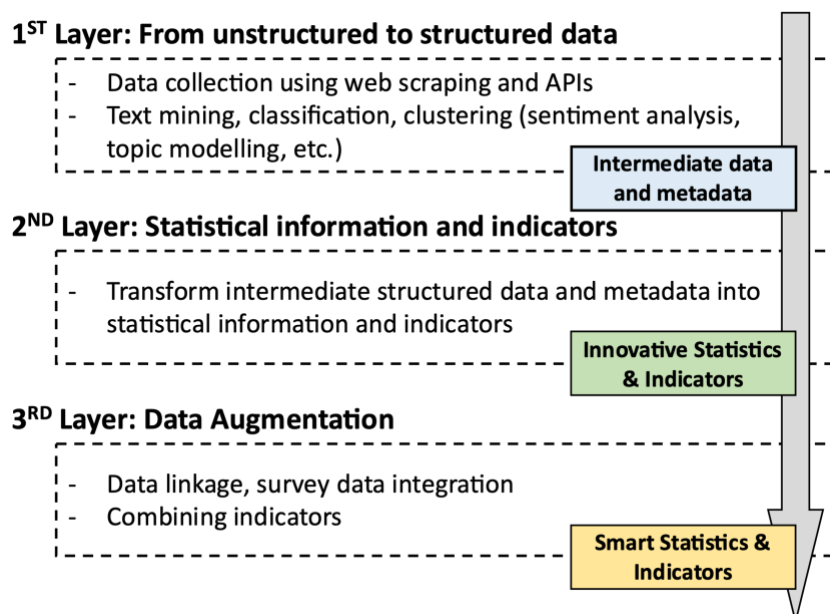 1ST Layer: From unstructured to structured data
- Data collection using web scraping and APIs
- Text mining, classification, clustering (sentiment analysis,
topic modelling, etc.)
Intermediate data
and metadata
2ND Layer: Statistical information and indicators
- Transform intermediate structured data and metadata into
statistical information and indicators
Innovative Statistics
& Indicators
3RD Layer: Data Augmentation
- Data linkage, survey data integration
- Combining indicators
Smart Statistics &
Indicators